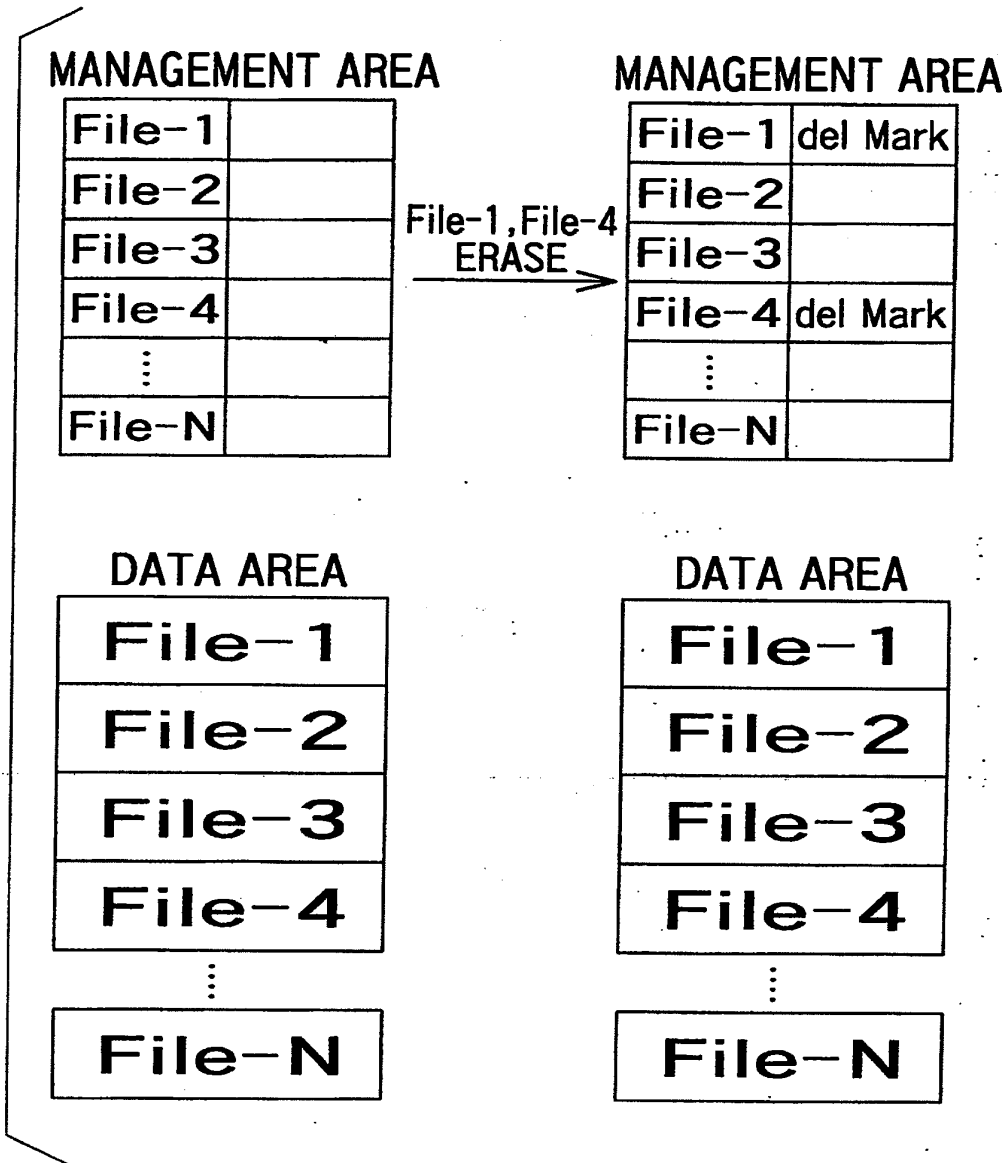 MANAGEMENT AREA
File-1
File-2
File-3
File-4
File-N
File-1, File-4
ERASE
MANAGEMENT AREA
File-1 del Mark
File-2
File-3
File-4 del Mark
File-N
DATA AREA
File-1
File-2
File-3
File-4
File-N
DATA AREA
File-1
File-2
File-3
File-4
File-N